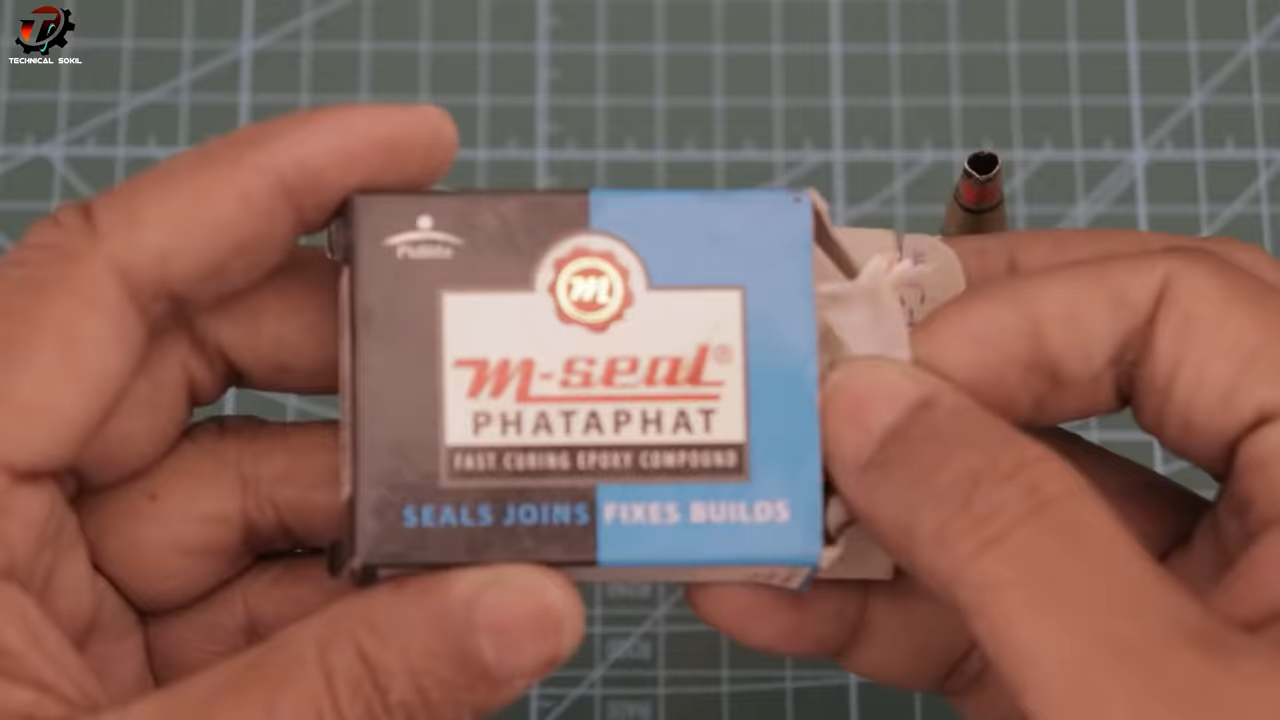 TECHNICAL SOKIL
Pidilite
m
m-seal®
PHATAPHAT
FAST CURING EPOXY COMPOUND
SEALS JOINS FIXES BUILDS